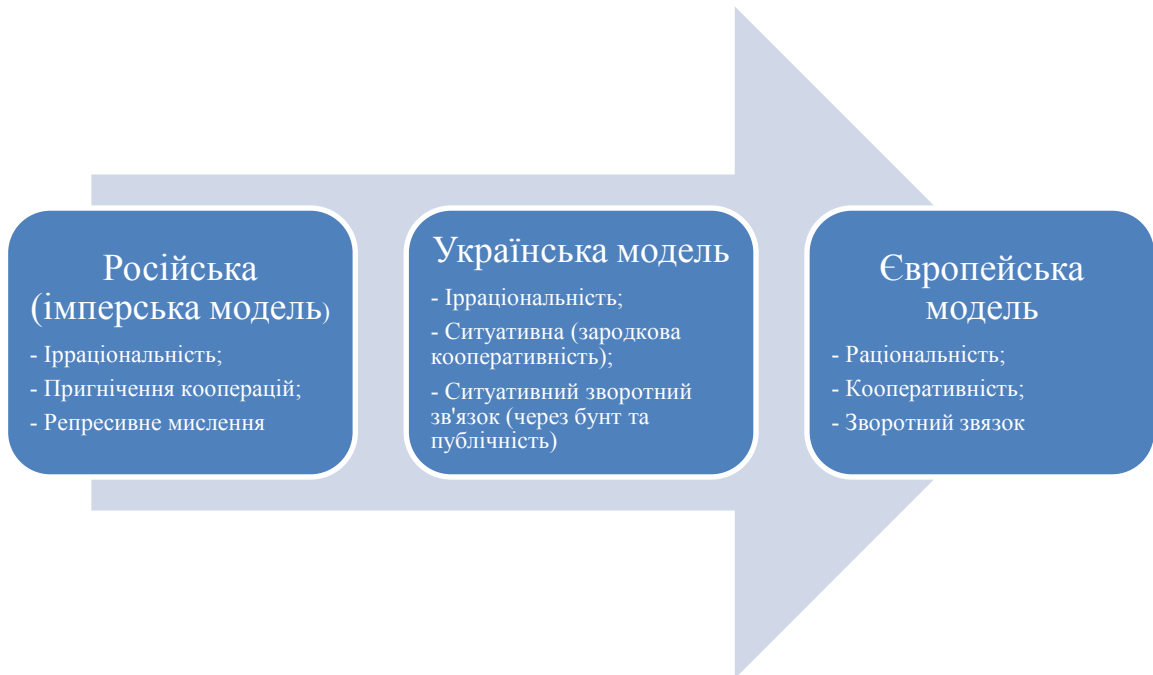 Російська
(імперська модель)
- Ірраціональність;
- Пригнічення кооперацій;
- Репресивне мислення
Українська модель
- Ірраціональність;
- Ситуативна (зародкова
кооперативність);
- Ситуативний зворотний
зв'язок (через бунт та
публічність)
Європейська
модель
- Раціональність;
- Кооперативність;
- Зворотний звязок